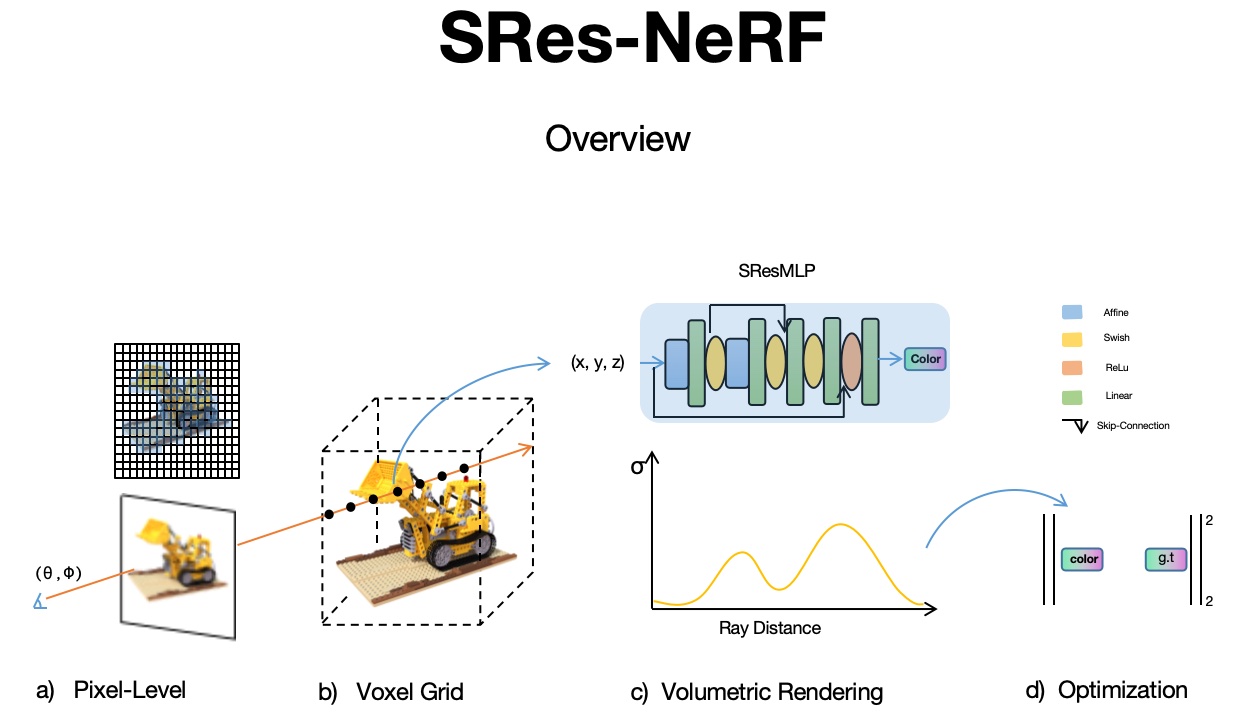 SRes-NeRF
Overview
SResMLP
(x, y, z)
Color
Affine
Swish
ReLu
Linear
Skip-Connection
(θ,Φ)
σ
Ray Distance
color
g.t
2
2
a) Pixel-Level
b) Voxel Grid
c) Volumetric Rendering
d) Optimization